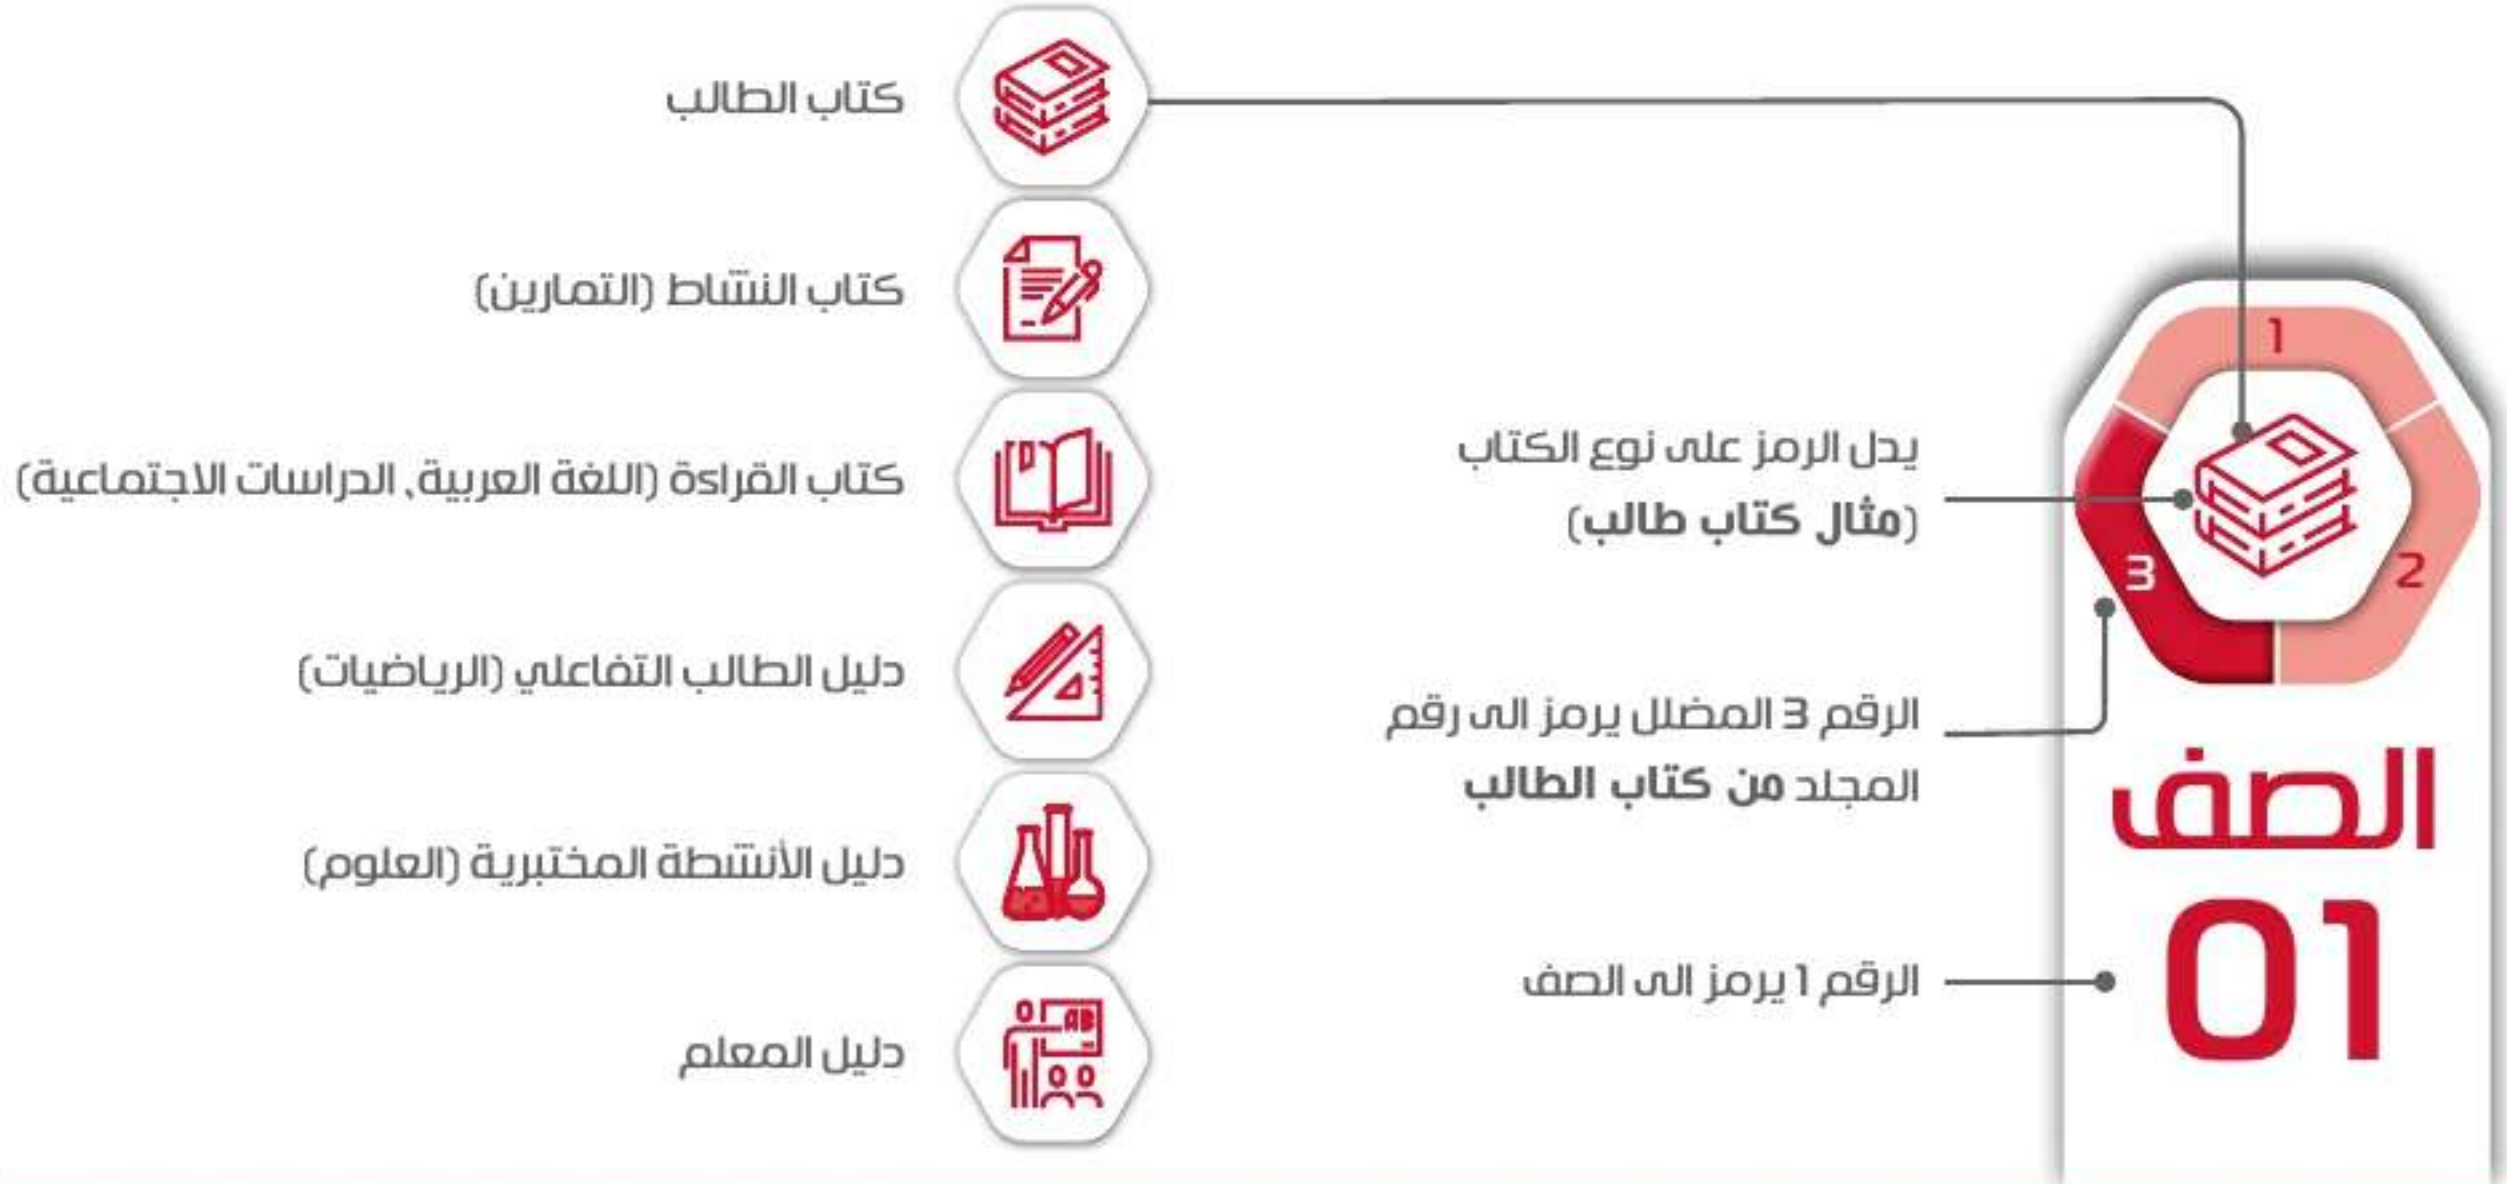 1
2
3
الصف
01
يدل الرمز على نوع الكتاب
(مثال كتاب طالب)
الرقم 3 المضلل يرمز الى رقم
المجلد من كتاب الطالب
الرقم 1 يرمز الى الصف
كتاب الطالب
كتاب النشاط (التمارين)
كتاب القراءة (اللغة العربية, الدراسات الاجتماعية)
دليل الطالب التفاعلي (الرياضيات)
دليل الأنشطة المختبرية (العلوم)
AB
دليل المعلم